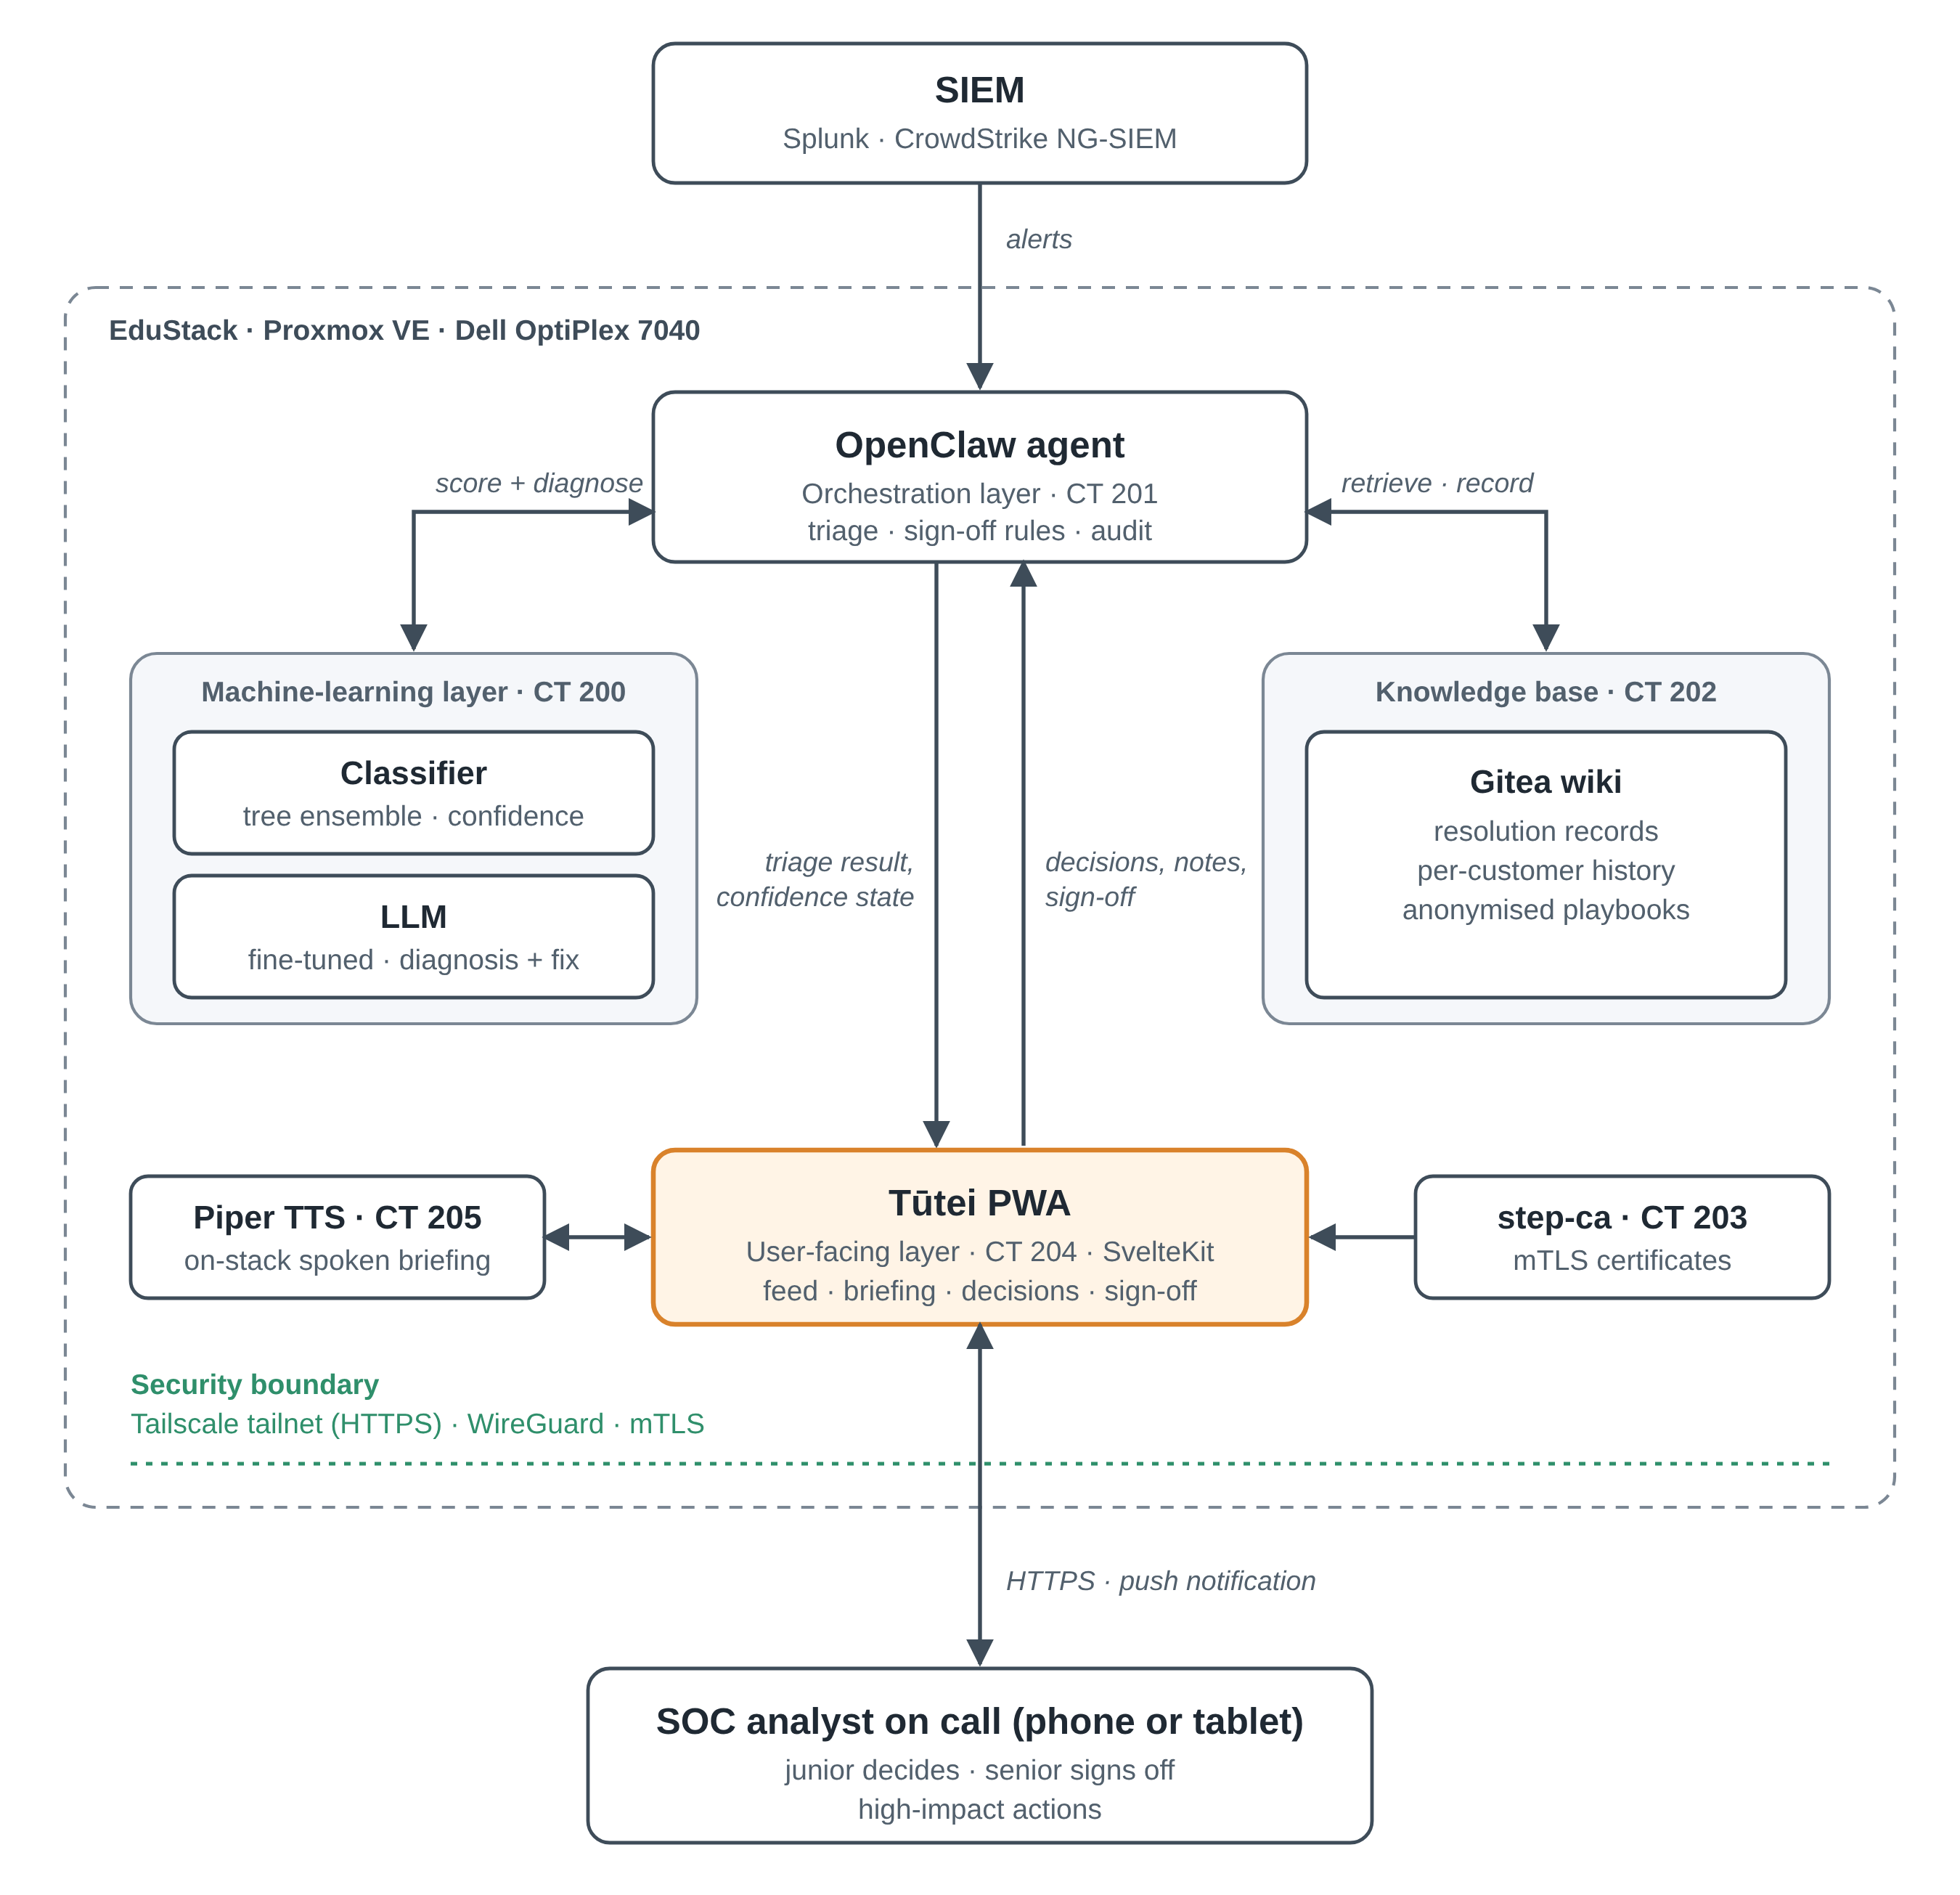 SIEM
Splunk · CrowdStrike NG-SIEM
alerts
EduStack · Proxmox VE · Dell OptiPlex 7040
OpenClaw agent
Orchestration layer · CT 201
triage · sign-off rules · audit
score + diagnose
retrieve · record
Machine-learning layer · CT 200
Classifier
tree ensemble · confidence
LLM
fine-tuned · diagnosis + fix
triage result,
confidence state
decisions, notes,
sign-off
Knowledge base · CT 202
Gitea wiki
resolution records
per-customer history
anonymised playbooks
Piper TTS · CT 205
on-stack spoken briefing
Tūtei PWA
User-facing layer · CT 204 · SvelteKit
feed · briefing · decisions · sign-off
step-ca · CT 203
mTLS certificates
Security boundary
Tailscale tailnet (HTTPS) · WireGuard · mTLS
HTTPS · push notification
SOC analyst on call (phone or tablet)
junior decides · senior signs off
high-impact actions